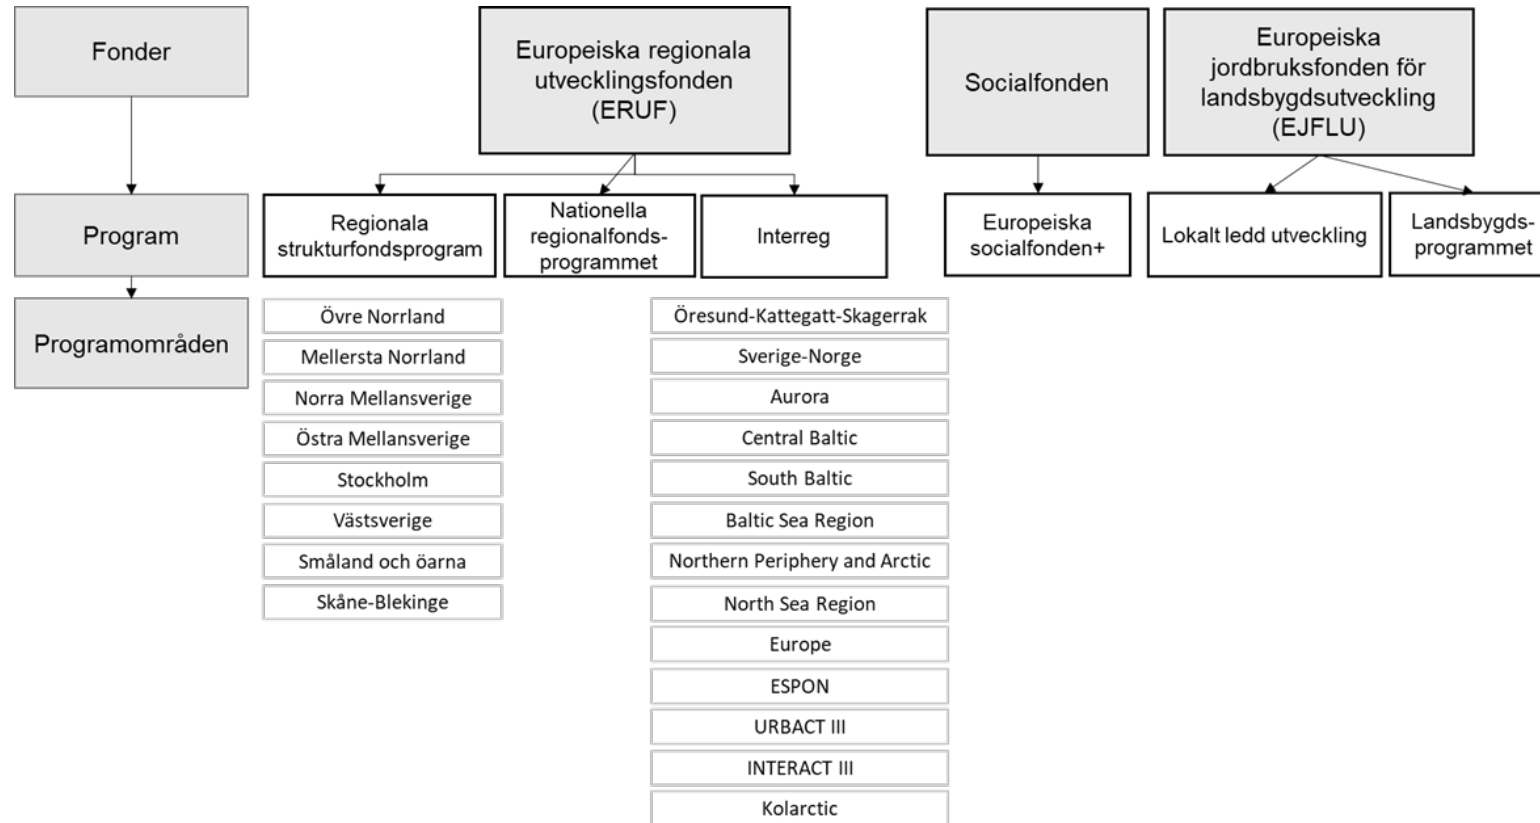 Fonder
Europeiska regionala
utvecklingsfonden
(ERUF)
Socialfonden
Europeiska
jordbruksfonden för
landsbygdsutveckling
(EJFLU)
Program
Regionala
strukturfondsprogram
Nationella
regionalfonds-
programmet
Interreg
Europeiska
socialfonden+
Lokalt ledd utveckling
Landsbygds-
programmet
Programområden
Övre Norrland
Mellersta Norrland
Norra Mellansverige
Östra Mellansverige
Stockholm
Västsverige
Småland och öarna
Skåne-Blekinge
Öresund-Kattegatt-Skagerrak
Sverige-Norge
Aurora
Central Baltic
South Baltic
Baltic Sea Region
Northern Periphery and Arctic
North Sea Region
Europe
ESPON
URBACT III
INTERACT III
Kolarctic